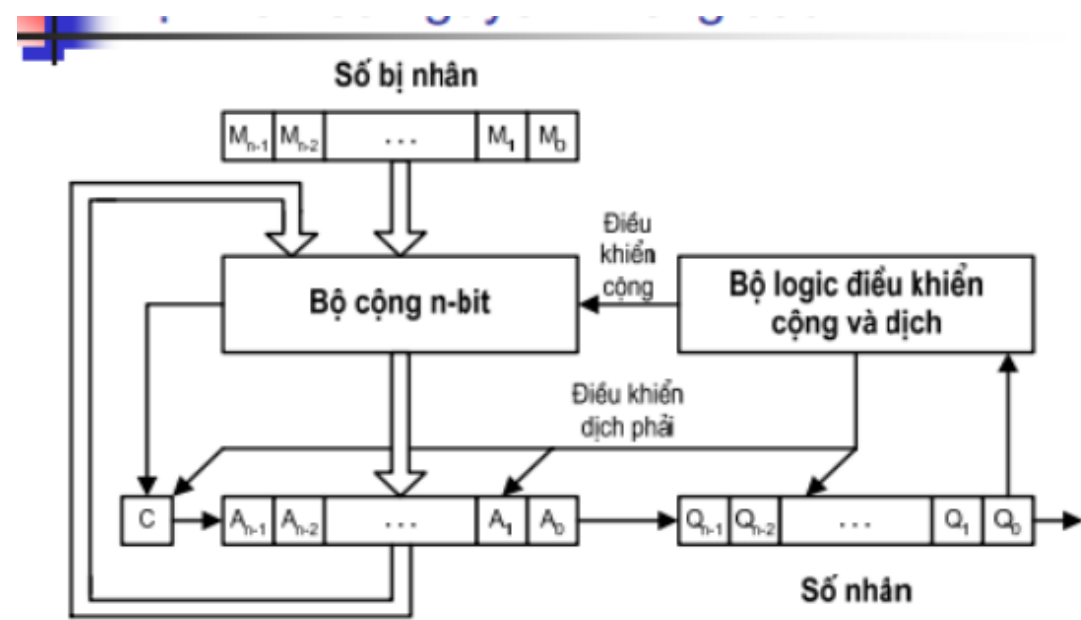 Số bị nhân
Mn-1 Mn-2 ... M1 M0
Điều
khiển
cộng
Bộ cộng n-bit
Bộ logic điều khiển
cộng và dịch
Điều khiển
dịch phải
C An-1 An-2 ... A1 A0 Qn-1 Qn-2 ... Q1 Q0
Số nhân